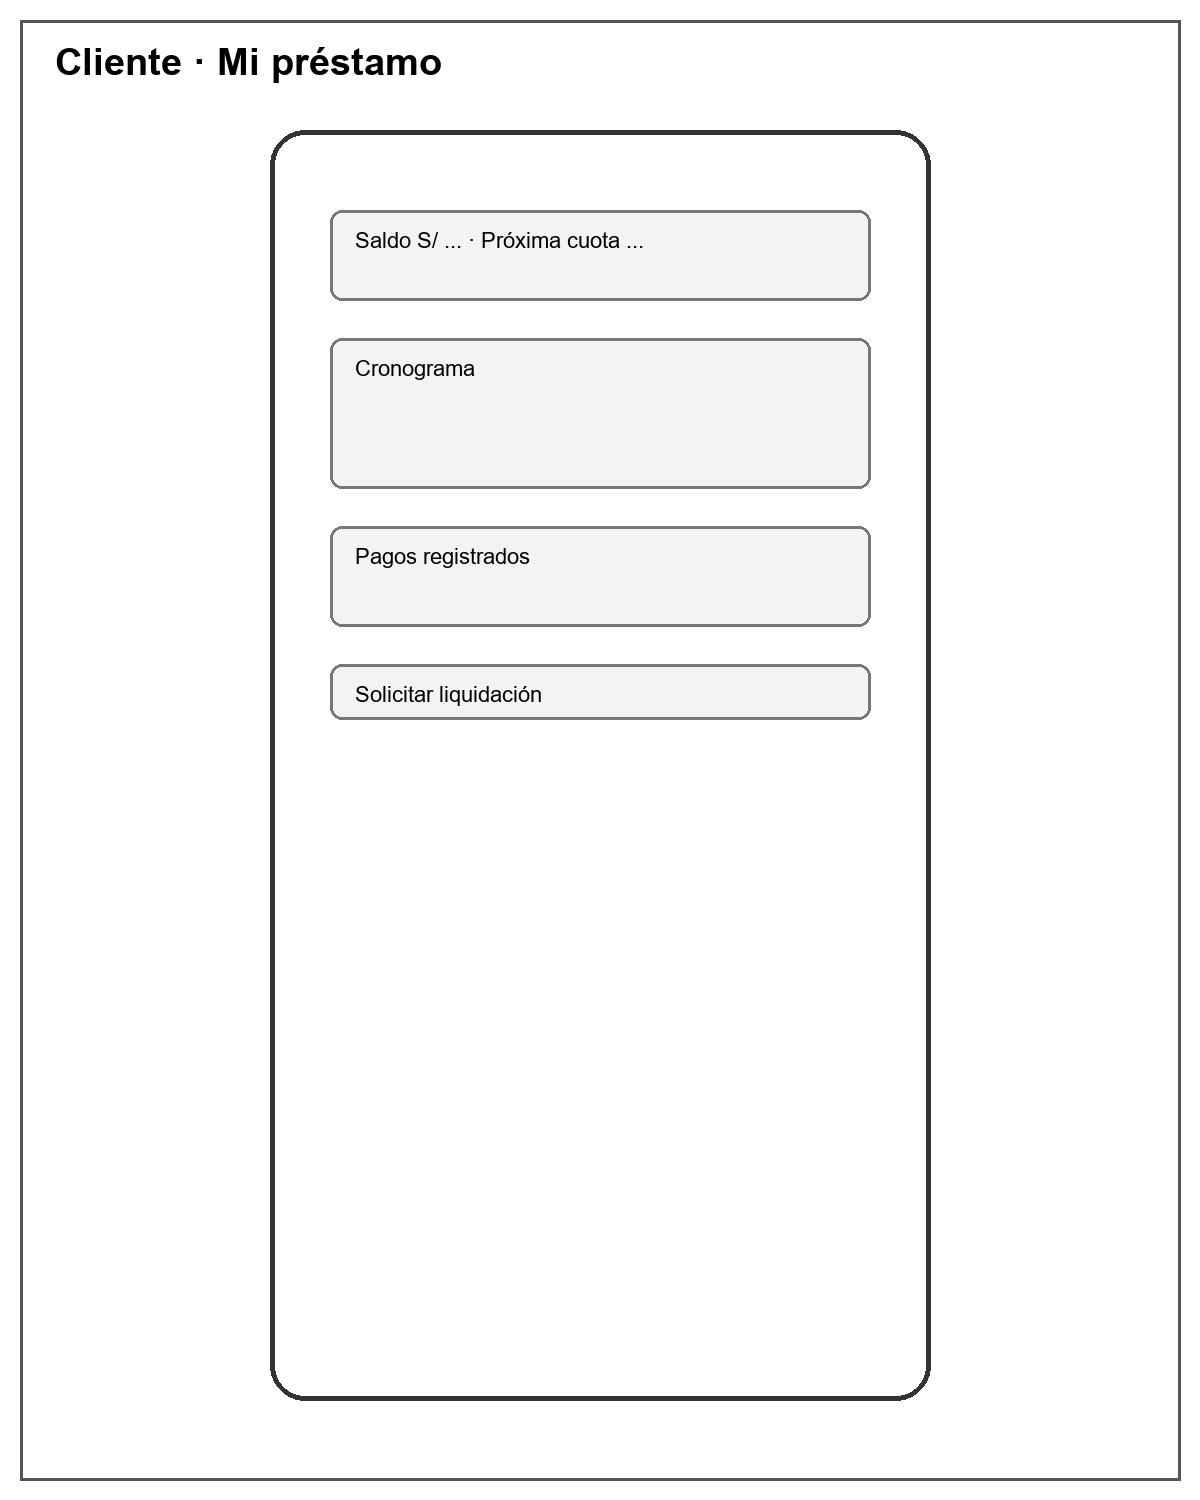 Cliente · Mi préstamo
Saldo S/ ... · Próxima cuota ...
Cronograma
Pagos registrados
Solicitar liquidación